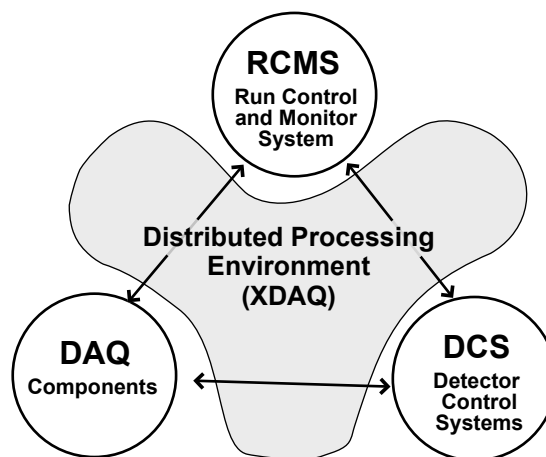 RCMS
Run Control
and Monitor
System
Distributed Processing
Environment
(XDAQ)
DAQ
Components
DCS
Detector
Control
Systems